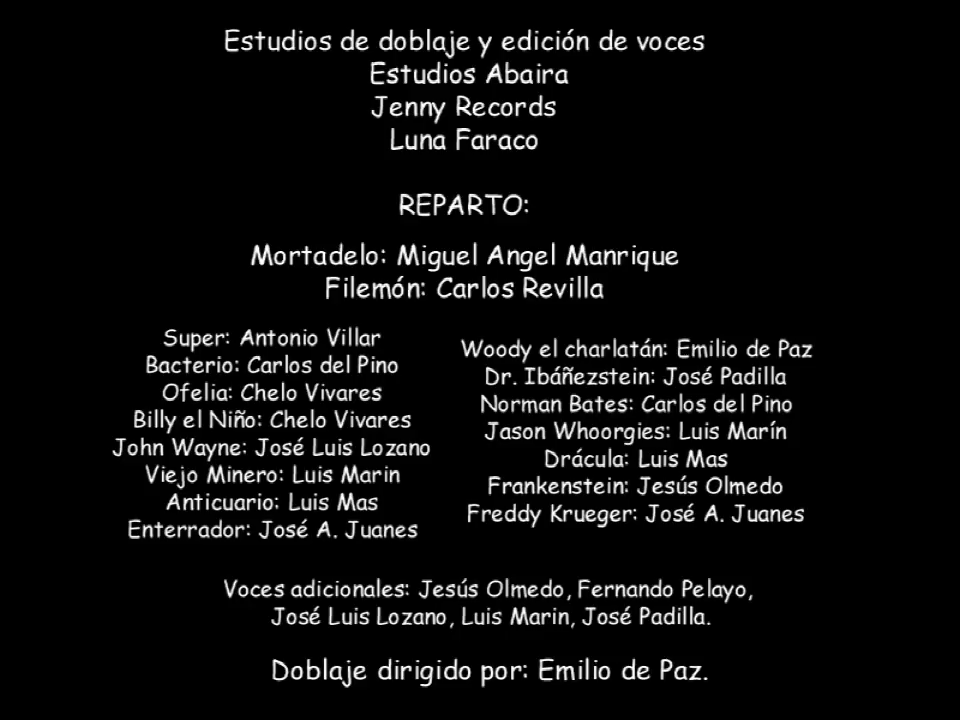 Estudios de doblaje y edición de voces
Estudios Abaira
Jenny Records
Luna Faraco
REPARTO:
Mortadelo: Miguel Angel Manrique
Filemón: Carlos Revilla
Super: Antonio Villar
Bacterio: Carlos del Pino
Ofelia: Chelo Vivares
Billy el Niño: Chelo Vivares
John Wayne: José Luis Lozano
Viejo Minero: Luis Marin
Anticuario: Luis Mas
Enterrador: José A. Juanes
Woody el charlatán: Emilio de Paz
Dr. Ibáñezstein: José Padilla
Norman Bates: Carlos del Pino
Jason Whoorgies: Luis Marín
Drácula: Luis Mas
Frankenstein: Jesús Olmedo
Freddy Krueger: José A. Juanes
Voces adicionales: Jesús Olmedo, Fernando Pelayo,
José Luis Lozano, Luis Marin, José Padilla.
Doblaje dirigido por: Emilio de Paz.